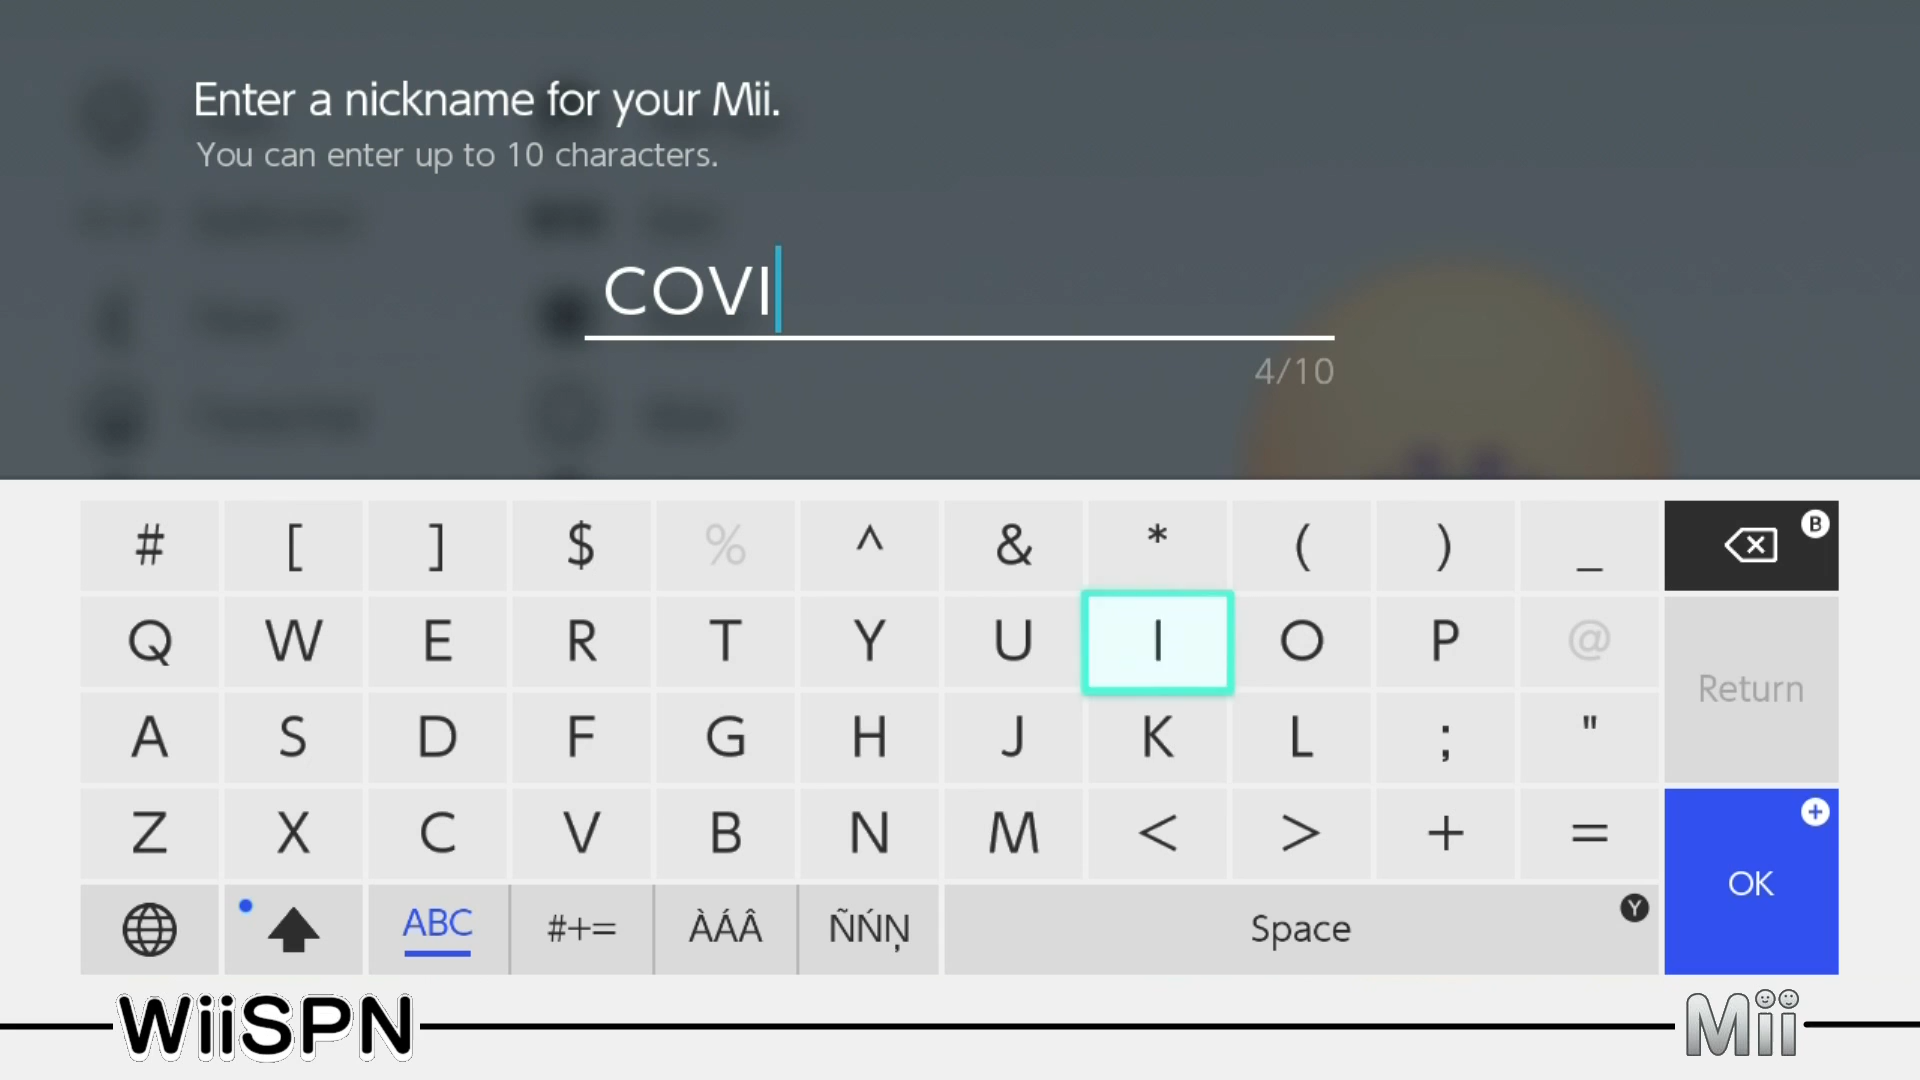 Enter a nickname for your Mii.
You can enter up to 10 characters.
COVI
4/10
# [ ] $ % ^ & * ( ) _ B
Q W E R T Y U I O P @ Return
A S D F G H J K L ; "
Z X C V B N M < > + = OK
ABC #+= ÀÁÂ ÑŃŅ Space Y
WiiSPN Mii